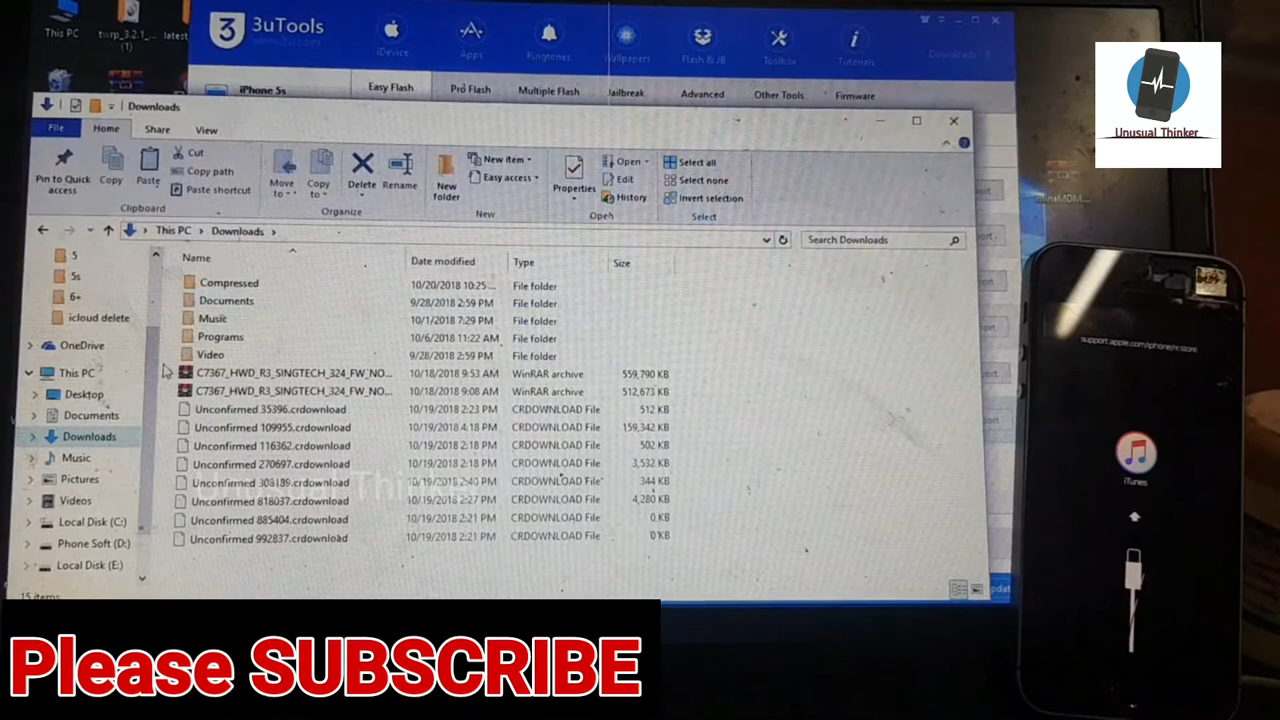 This PC
twrp_3.2.1_...
(1)
latest
3
3uTools
www.3u.com
iDevice
Apps
Ringtones
Wallpapers
Flash & JB
Toolbox
Tutorials
Downloads
iPhone 5s
Easy Flash
Pro Flash
Multiple Flash
Jailbreak
Advanced
Other Tools
Firmware
Unusual Thinker
Downloads
File
Home
Share
View
Pin to Quick
access
Copy
Paste
Cut
Copy path
Paste shortcut
Clipboard
Move
to
Copy
to
Delete
Rename
Organize
New
folder
New item
Easy access
New
Properties
Open
Edit
History
Open
Select all
Select none
Invert selection
Select
This PC > Downloads >
Search Downloads
Name Date modified Type Size
5
5s
6+
icloud delete
OneDrive
This PC
Desktop
Documents
Downloads
Music
Pictures
Videos
Local Disk (C:)
Phone Soft (D:)
Local Disk (E:)
Compressed 10/20/2018 10:25 ... File folder
Documents 9/28/2018 2:59 PM File folder
Music 10/1/2018 7:29 PM File folder
Programs 10/6/2018 11:22 AM File folder
Video 9/28/2018 2:59 PM File folder
C7367_HWD_R3_SINGTECH_324_FW_NO... 10/18/2018 9:53 AM WinRAR archive 559,790 KB
C7367_HWD_R3_SINGTECH_324_FW_NO... 10/18/2018 9:08 AM WinRAR archive 512,673 KB
Unconfirmed 35396.crdownload 10/19/2018 2:23 PM CRDOWNLOAD File 512 KB
Unconfirmed 109955.crdownload 10/19/2018 4:18 PM CRDOWNLOAD File 159,342 KB
Unconfirmed 116362.crdownload 10/19/2018 2:18 PM CRDOWNLOAD File 502 KB
Unconfirmed 270697.crdownload 10/19/2018 2:18 PM CRDOWNLOAD File 3,532 KB
Unconfirmed 308189.crdownload 10/19/2018 2:40 PM CRDOWNLOAD File 344 KB
Unconfirmed 818037.crdownload 10/19/2018 2:27 PM CRDOWNLOAD File 4,280 KB
Unconfirmed 885404.crdownload 10/19/2018 2:21 PM CRDOWNLOAD File 0 KB
Unconfirmed 992837.crdownload 10/19/2018 2:21 PM CRDOWNLOAD File 0 KB
15 items
support.apple.com/iphone/restore
iTunes
Please SUBSCRIBE